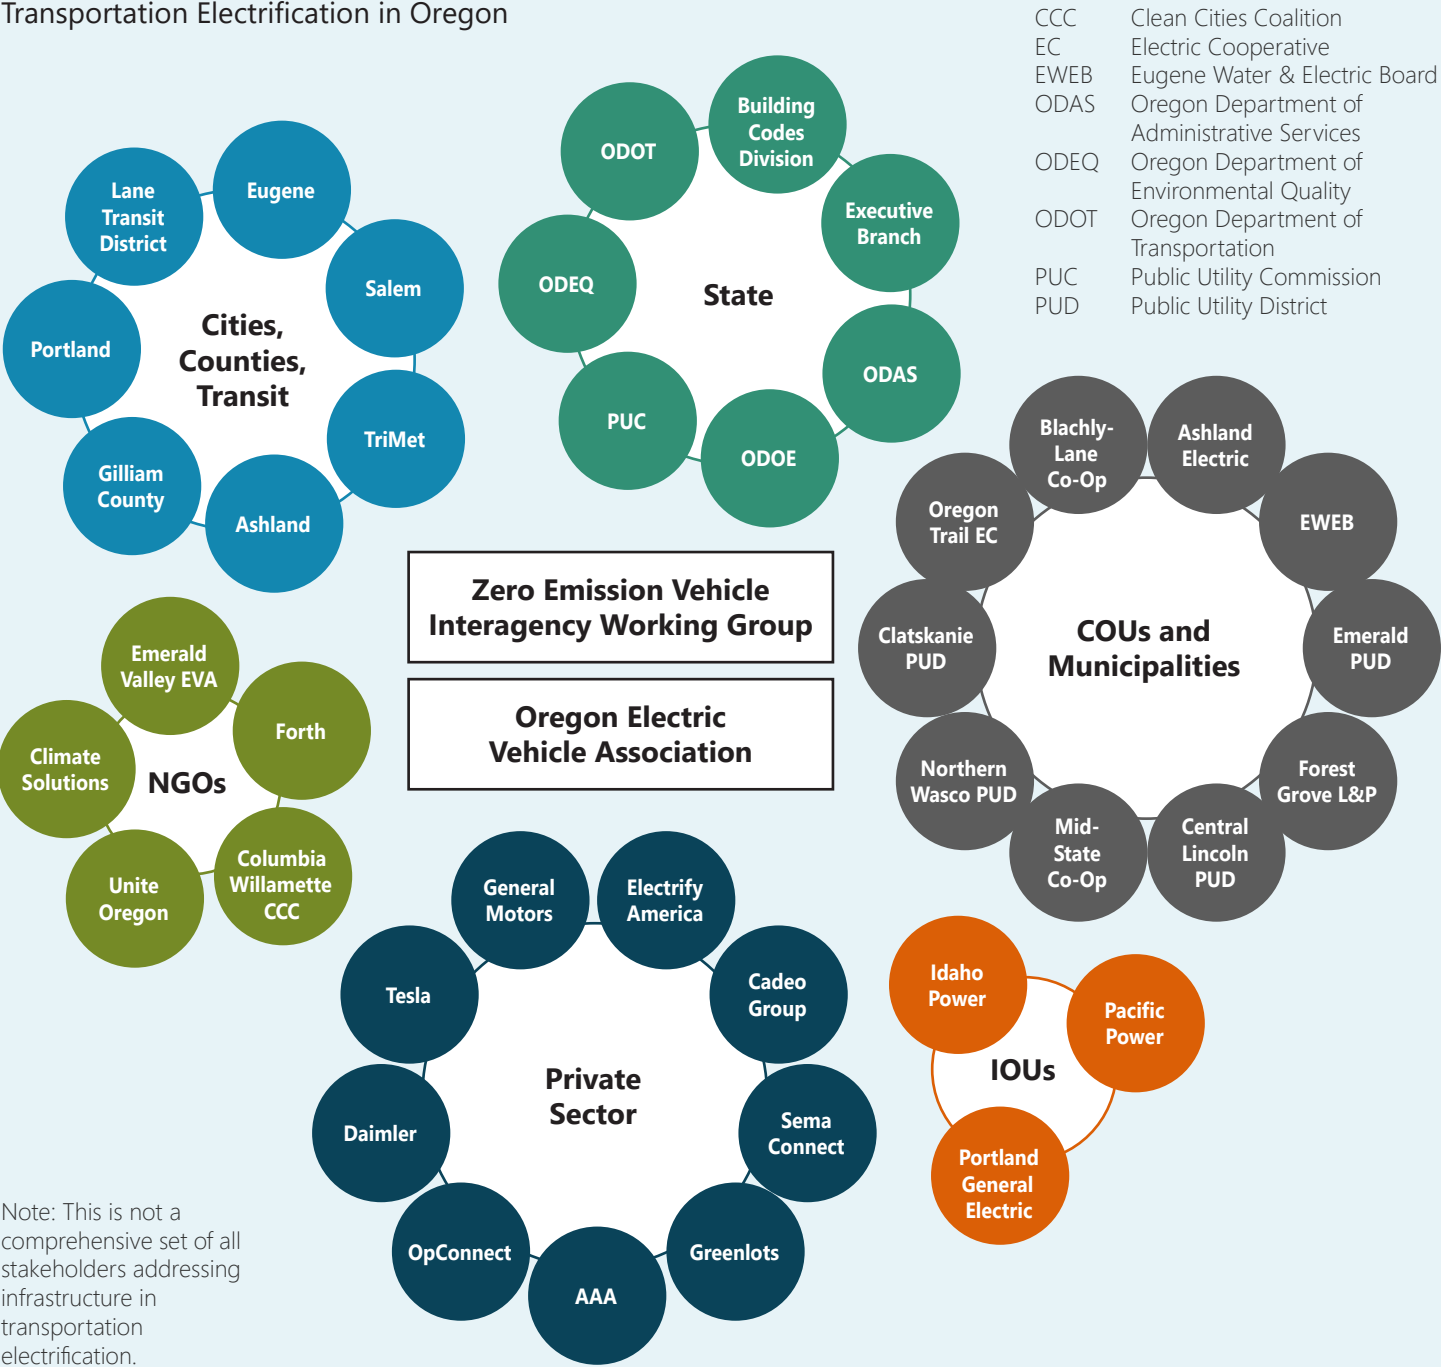 Transportation Electrification in Oregon
CCC Clean Cities Coalition
EC Electric Cooperative
EWEB Eugene Water & Electric Board
ODAS Oregon Department of
Administrative Services
ODEQ Oregon Department of
Environmental Quality
ODOT Oregon Department of
Transportation
PUC Public Utility Commission
PUD Public Utility District
Cities,
Counties,
Transit
Eugene
Salem
TriMet
Ashland
Gilliam
County
Portland
Lane
Transit
District
State
Building
Codes
Division
Executive
Branch
ODAS
ODOE
PUC
ODEQ
ODOT
COUs and
Municipalities
Ashland
Electric
EWEB
Emerald
PUD
Forest
Grove L&P
Central
Lincoln
PUD
Mid-
State
Co-Op
Northern
Wasco PUD
Clatskanie
PUD
Oregon
Trail EC
Blachly-
Lane
Co-Op
Zero Emission Vehicle
Interagency Working Group
Oregon Electric
Vehicle Association
NGOs
Emerald
Valley EVA
Forth
Columbia
Willamette
CCC
Unite
Oregon
Climate
Solutions
Private
Sector
Electrify
America
Cadeo
Group
Sema
Connect
Greenlots
AAA
OpConnect
Daimler
Tesla
General
Motors
IOUs
Idaho
Power
Pacific
Power
Portland
General
Electric
Note: This is not a
comprehensive set of all
stakeholders addressing
infrastructure in
transportation
electrification.